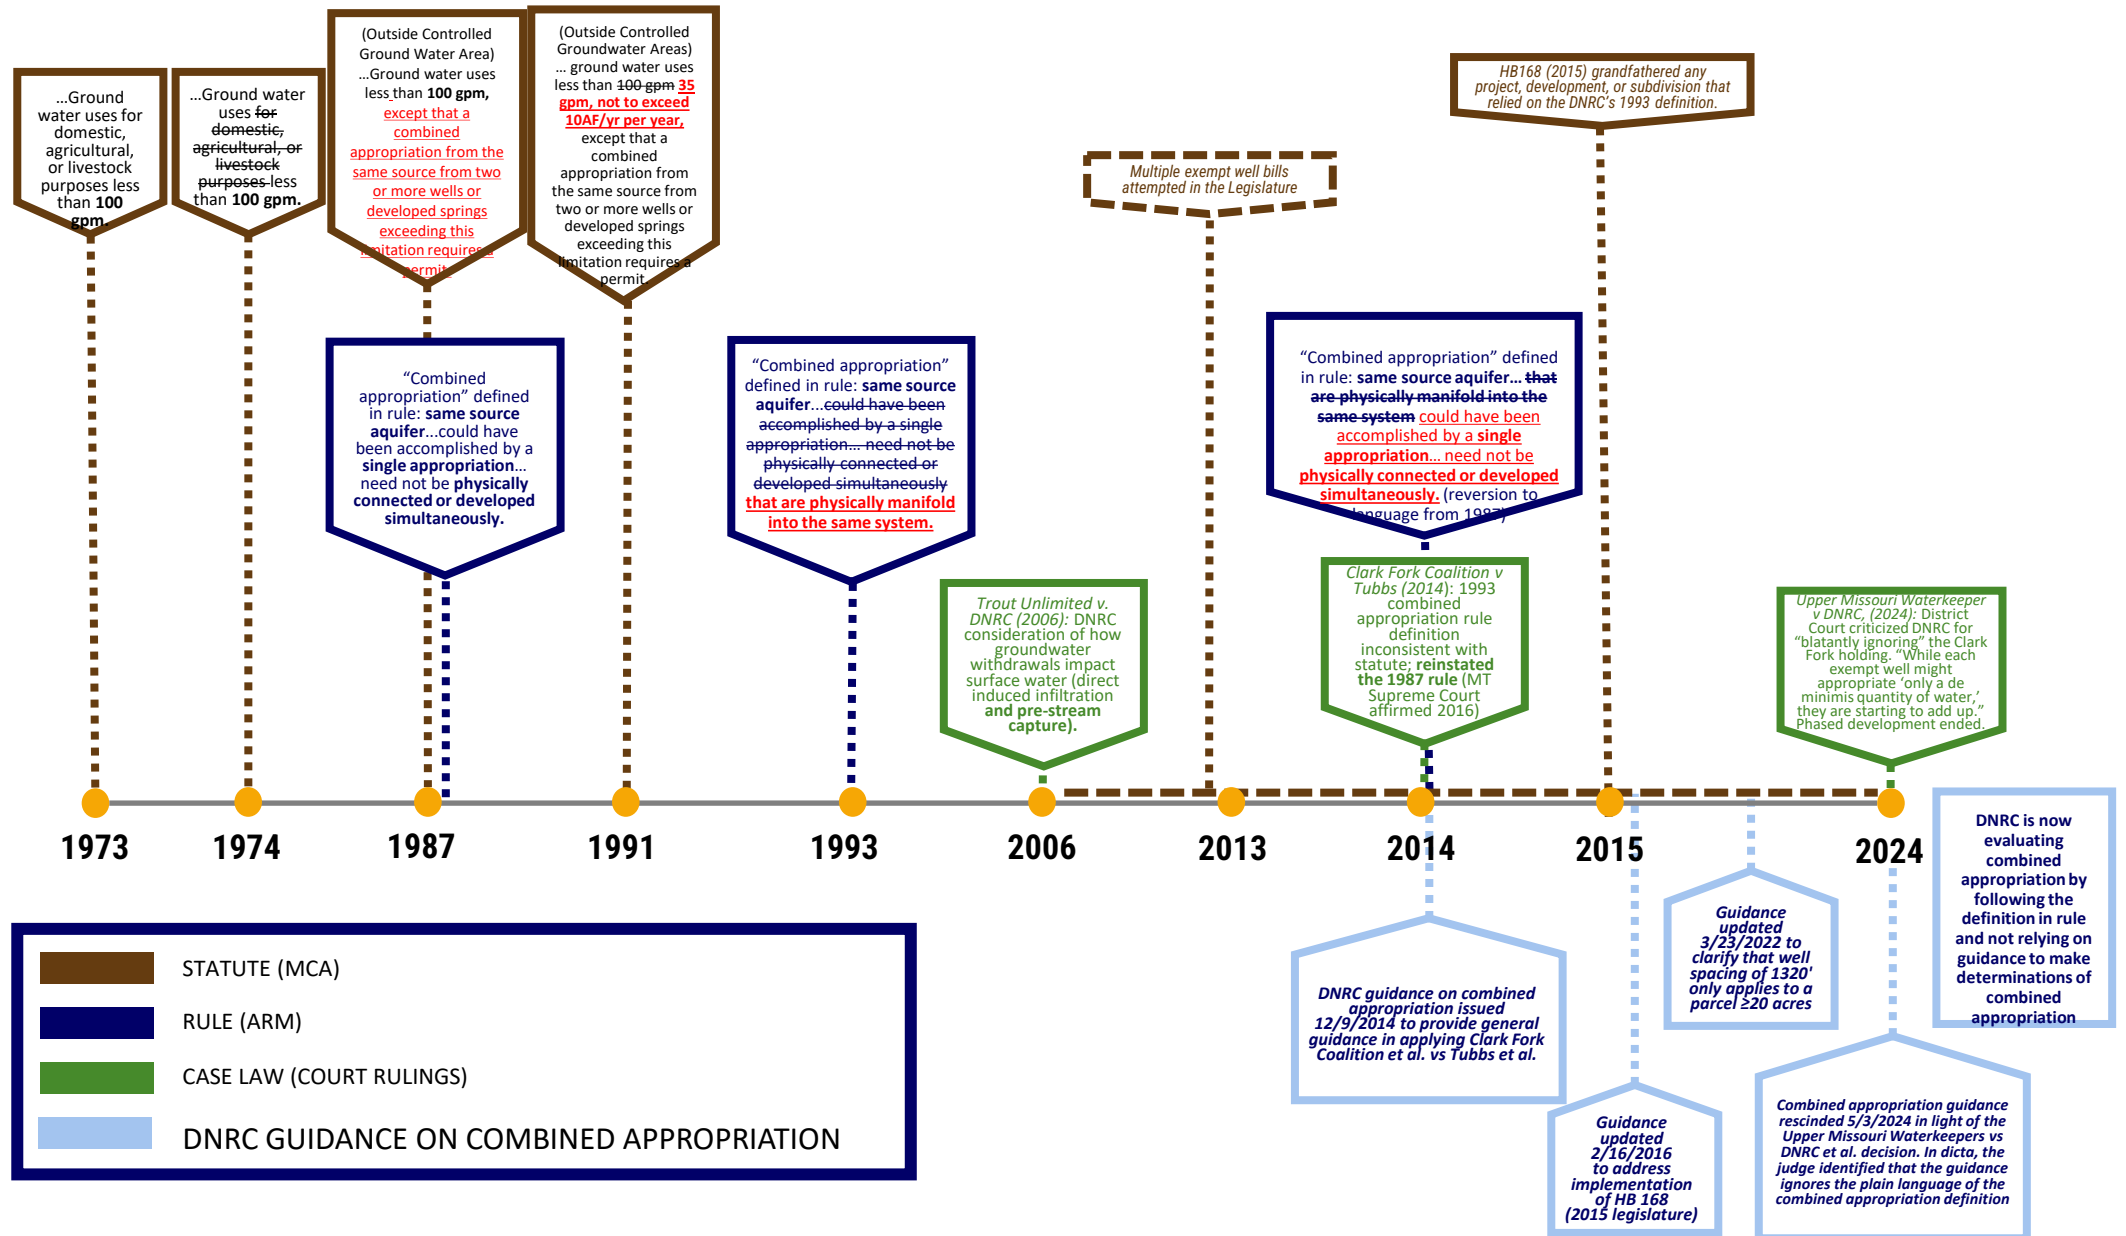 ...Ground
water uses for
domestic,
agricultural,
or livestock
purposes less
than 100
gpm.
...Ground water
uses for
domestic,
agricultural, or
livestock
purposes less
than 100 gpm.
(Outside Controlled
Ground Water Area)
...Ground water uses
less than 100 gpm,
except that a
combined
appropriation from the
same source from two
or more wells or
developed springs
exceeding this
limitation requires a
permit.
(Outside Controlled
Groundwater Areas)
... ground water uses
less than 100 gpm 35
gpm, not to exceed
10AF/yr per year,
except that a
combined
appropriation from
the same source from
two or more wells or
developed springs
exceeding this
limitation requires a
permit.
Multiple exempt well bills
attempted in the Legislature
HB168 (2015) grandfathered any
project, development, or subdivision that
relied on the DNRC's 1993 definition.
“Combined
appropriation” defined
in rule: same source
aquifer...could have
been accomplished by a
single appropriation...
need not be physically
connected or developed
simultaneously.
“Combined appropriation”
defined in rule: same source
aquifer...could have been
accomplished by a single
appropriation... need not be
physically connected or
developed simultaneously
that are physically manifold
into the same system.
“Combined appropriation” defined
in rule: same source aquifer... that
are physically manifold into the
same system could have been
accomplished by a single
appropriation... need not be
physically connected or developed
simultaneously. (reversion to
language from 1987)
Trout Unlimited v.
DNRC (2006): DNRC
consideration of how
groundwater
withdrawals impact
surface water (direct
induced infiltration
and pre-stream
capture).
Clark Fork Coalition v
Tubbs (2014): 1993
combined
appropriation rule
definition
inconsistent with
statute; reinstated
the 1987 rule (MT
Supreme Court
affirmed 2016)
Upper Missouri Waterkeeper
v DNRC, (2024): District
Court criticized DNRC for
“blatantly ignoring” the Clark
Fork holding. “While each
exempt well might
appropriate ‘only a de
minimis quantity of water,’
they are starting to add up.”
Phased development ended.
1973
1974
1987
1991
1993
2006
2013
2014
2015
2024
DNRC is now
evaluating
combined
appropriation by
following the
definition in rule
and not relying on
guidance to make
determinations of
combined
appropriation
Guidance
updated
3/23/2022 to
clarify that well
spacing of 1320'
only applies to a
parcel ≥20 acres
DNRC guidance on combined
appropriation issued
12/9/2014 to provide general
guidance in applying Clark Fork
Coalition et al. vs Tubbs et al.
Guidance
updated
2/16/2016
to address
implementation
of HB 168
(2015 legislature)
Combined appropriation guidance
rescinded 5/3/2024 in light of the
Upper Missouri Waterkeepers vs
DNRC et al. decision. In dicta, the
judge identified that the guidance
ignores the plain language of the
combined appropriation definition
STATUTE (MCA)
RULE (ARM)
CASE LAW (COURT RULINGS)
DNRC GUIDANCE ON COMBINED APPROPRIATION